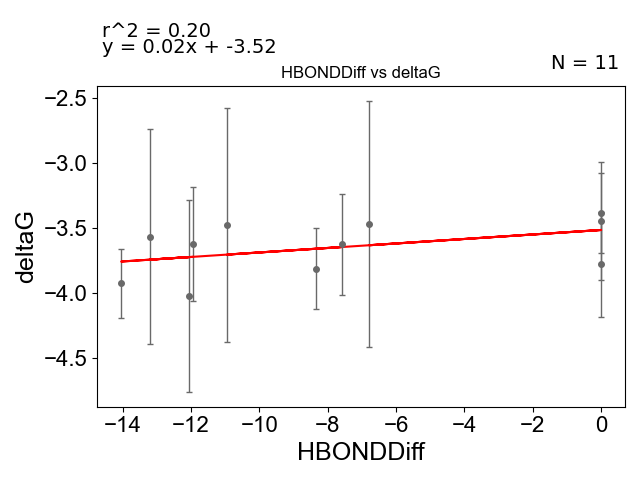 r^2 = 0.20
y = 0.02x + -3.52
N = 11
HBONDDiff vs deltaG
−2.5
−3.0
−3.5
−4.0
−4.5
deltaG
−14 −12 −10 −8 −6 −4 −2 0
HBONDDiff